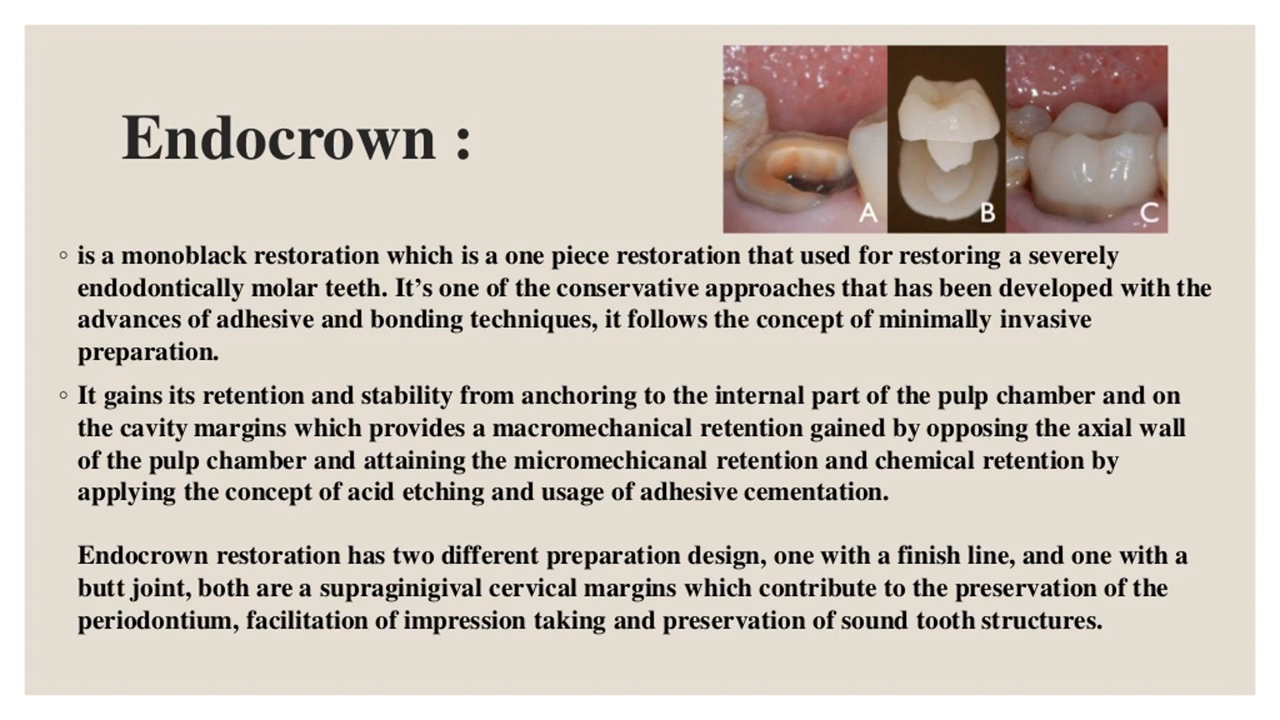 Endocrown :
A B C
◦ is a monoblack restoration which is a one piece restoration that used for restoring a severely
endodontically molar teeth. It’s one of the conservative approaches that has been developed with the
advances of adhesive and bonding techniques, it follows the concept of minimally invasive
preparation.
◦ It gains its retention and stability from anchoring to the internal part of the pulp chamber and on
the cavity margins which provides a macromechanical retention gained by opposing the axial wall
of the pulp chamber and attaining the micromechicanal retention and chemical retention by
applying the concept of acid etching and usage of adhesive cementation.
Endocrown restoration has two different preparation design, one with a finish line, and one with a
butt joint, both are a supraginigival cervical margins which contribute to the preservation of the
periodontium, facilitation of impression taking and preservation of sound tooth structures.